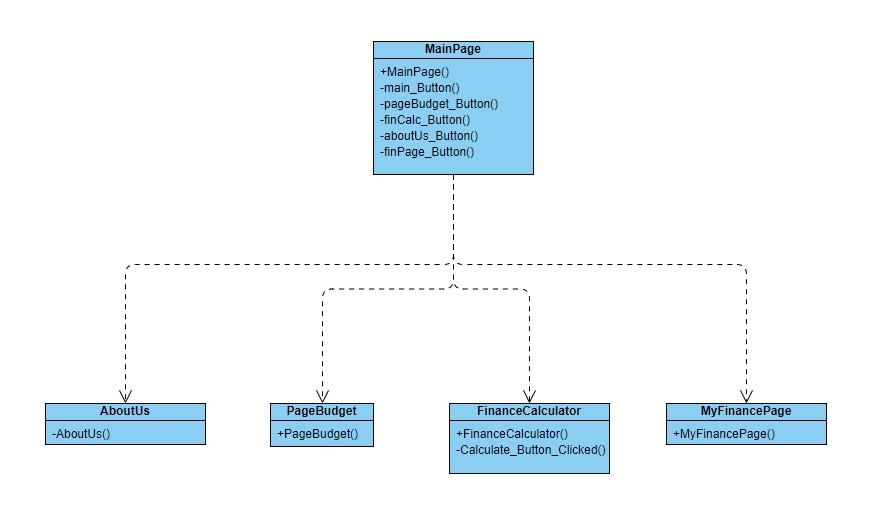 MainPage
+MainPage()
-main_Button()
-pageBudget_Button()
-finCalc_Button()
-aboutUs_Button()
-finPage_Button()
AboutUs
-AboutUs()
PageBudget
+PageBudget()
FinanceCalculator
+FinanceCalculator()
-Calculate_Button_Clicked()
MyFinancePage
+MyFinancePage()